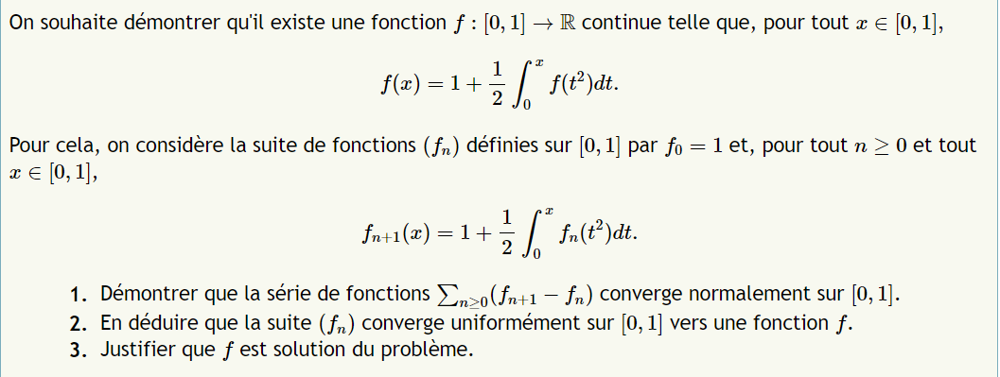 On souhaite démontrer qu'il existe une fonction $f : [0, 1] \to \mathbb{R}$ continue telle que, pour tout $x \in [0, 1]$,
$f(x) = 1 + \frac{1}{2} \int_0^x f(t^2)dt.$
Pour cela, on considère la suite de fonctions $(f_n)$ définies sur $[0, 1]$ par $f_0 = 1$ et, pour tout $n \geq 0$ et tout
$x \in [0, 1]$,
$f_{n+1}(x) = 1 + \frac{1}{2} \int_0^x f_n(t^2)dt.$
1. Démontrer que la série de fonctions $\sum_{n \geq 0}(f_{n+1} - f_n)$ converge normalement sur $[0, 1]$.
2. En déduire que la suite $(f_n)$ converge uniformément sur $[0, 1]$ vers une fonction $f$.
3. Justifier que $f$ est solution du problème.